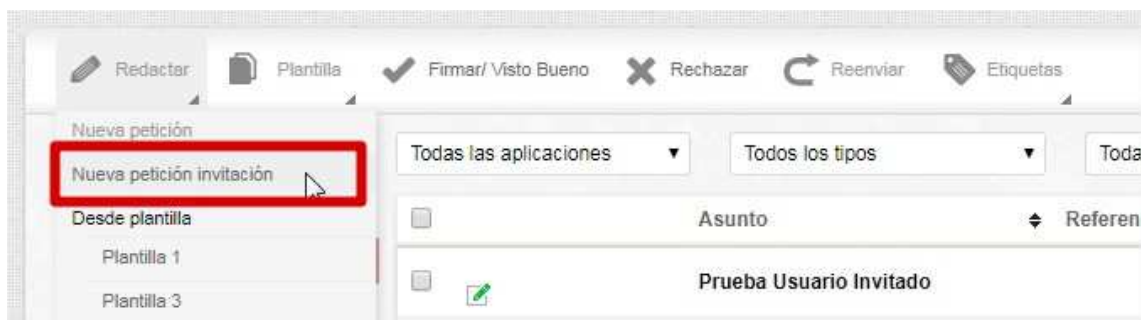 Redactar Plantilla Firmar/ Visto Bueno Rechazar Reenviar Etiquetas
Nueva petición
Nueva petición invitación
Desde plantilla
Plantilla 1
Plantilla 3
Todas las aplicaciones Todos los tipos Toda
Asunto Referen
Prueba Usuario Invitado